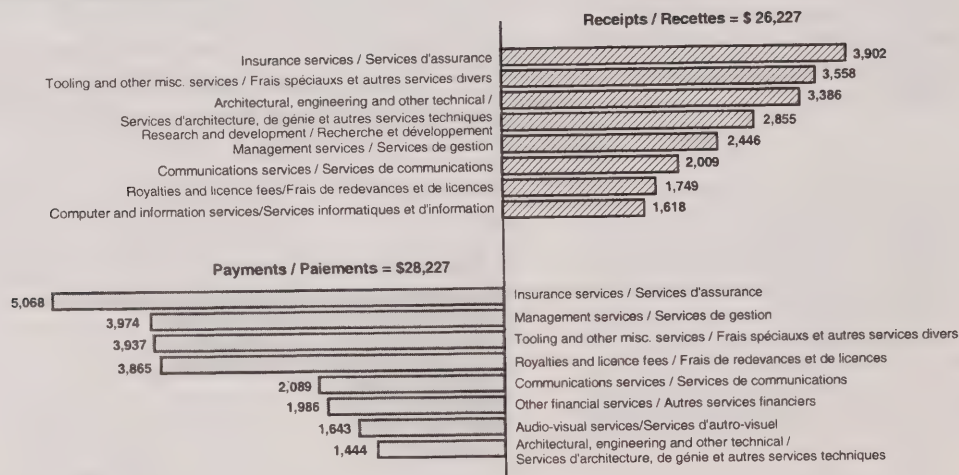 Receipts / Recettes = $ 26,227
Insurance services / Services d'assurance 3,902
Tooling and other misc. services / Frais spéciauxs et autres services divers 3,558
Architectural, engineering and other technical / 3,386
Services d'architecture, de génie et autres services techniques 2,855
Research and development / Recherche et développement
Management services / Services de gestion 2,446
Communications services / Services de communications 2,009
Royalties and licence fees/Frais de redevances et de licences 1,749
Computer and information services/Services informatiques et d'information 1,618
Payments / Paiements = $28,227
5,068 Insurance services / Services d'assurance
3,974 Management services / Services de gestion
3,937 Tooling and other misc. services / Frais spéciauxs et autres services divers
3,865 Royalties and licence fees / Frais de redevances et de licences
2,089 Communications services / Services de communications
1,986 Other financial services / Autres services financiers
1,643 Audio-visual services/Services d'autro-visuel
1,444 Architectural, engineering and other technical /
Services d'architecture, de génie et autres services techniques